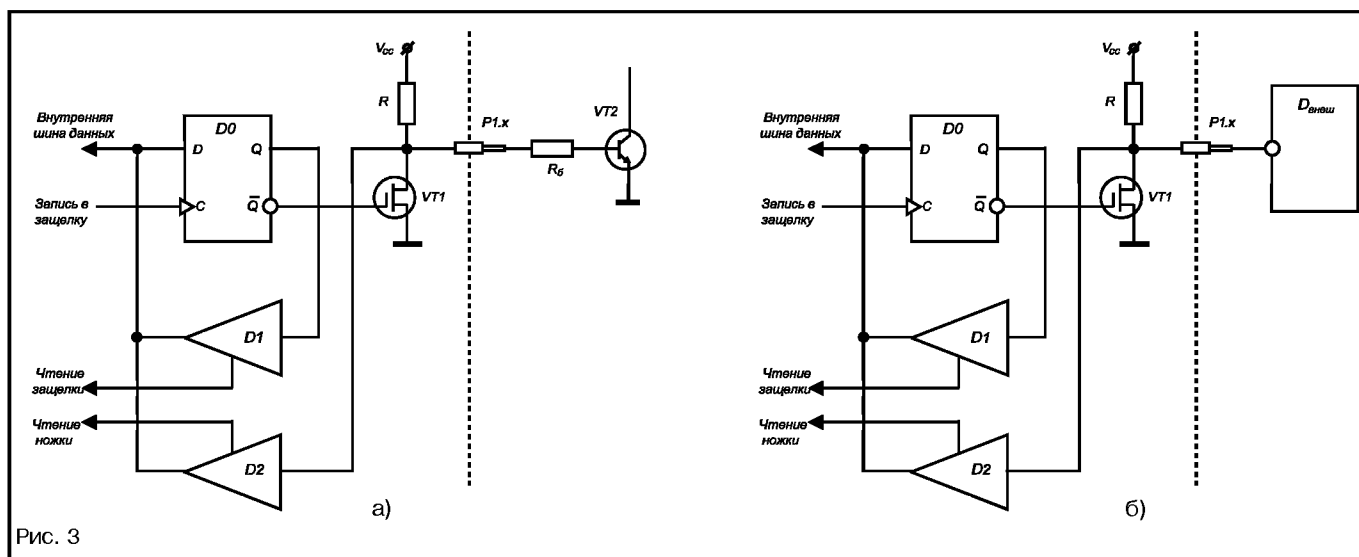 Vcc
R
P1.x
VT2
Внутренняя
шина данных
D0
D
Q
Rб
VT1
Запись в
защелку
C
Q
D1
Чтение
защелки
Чтение
ножки
D2
а)
Vcc
R
P1.x
Dвнеш
Внутренняя
шина данных
D0
D
Q
VT1
Запись в
защелку
C
Q
D1
Чтение
защелки
Чтение
ножки
D2
б)
Рис. 3